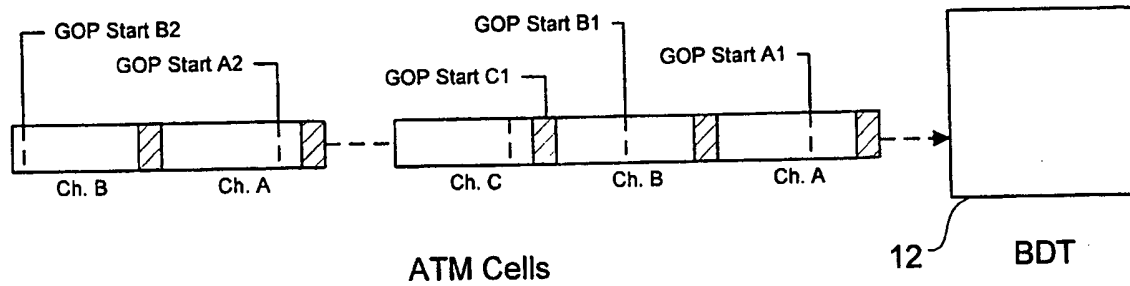 GOP Start B2
GOP Start A2
GOP Start C1
GOP Start B1
GOP Start A1
Ch. B
Ch. A
Ch. C
Ch. B
Ch. A
ATM Cells
12
BDT